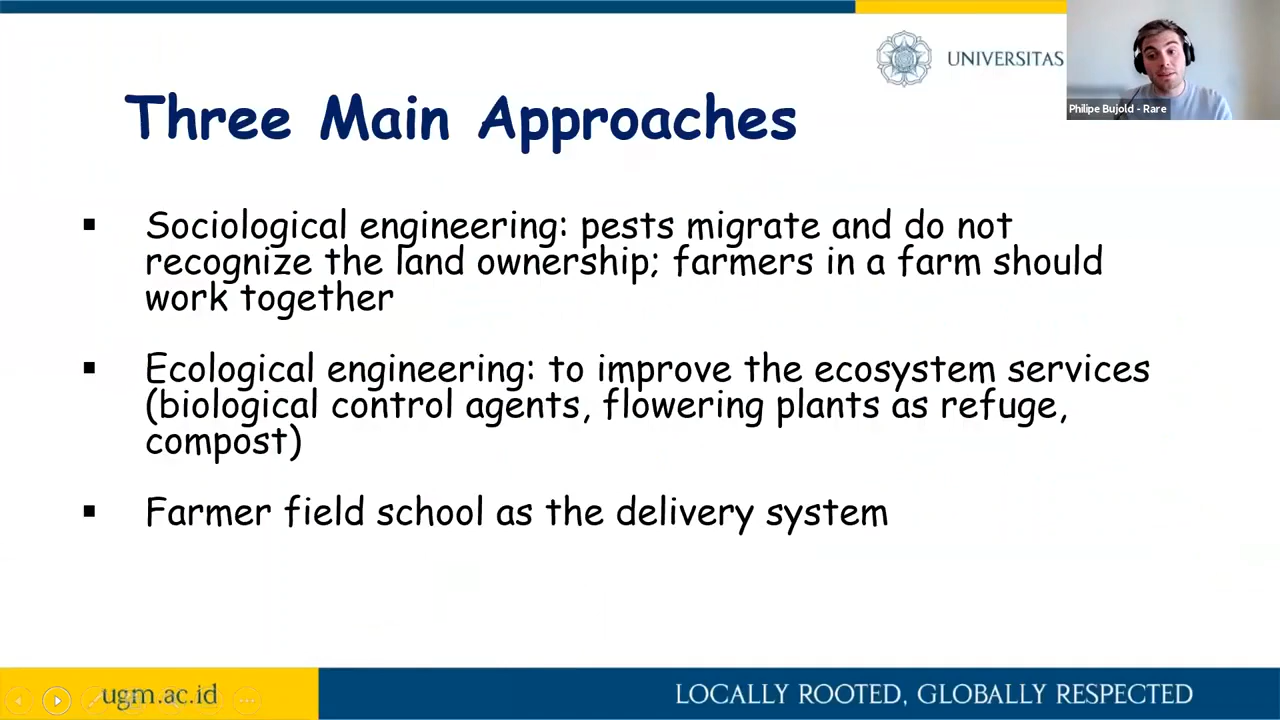 UNIVERSITAS
Philipe Bujold - Rare
Three Main Approaches
▪ Sociological engineering: pests migrate and do not
recognize the land ownership; farmers in a farm should
work together
▪ Ecological engineering: to improve the ecosystem services
(biological control agents, flowering plants as refuge,
compost)
▪ Farmer field school as the delivery system
ugm.ac.id
LOCALLY ROOTED, GLOBALLY RESPECTED